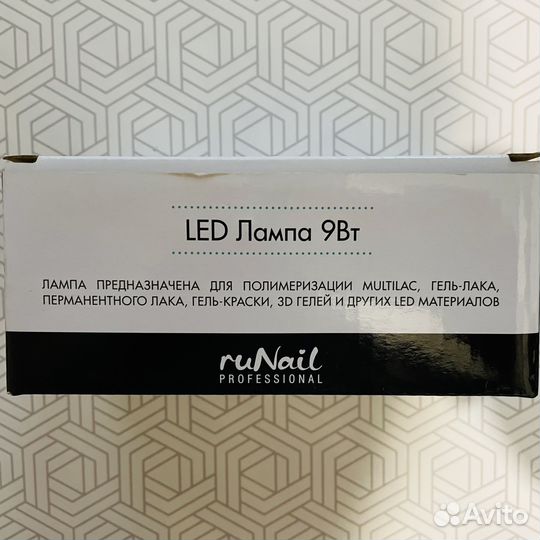 LED Лампа 9Вт
ЛАМПА ПРЕДНАЗНАЧЕНА ДЛЯ ПОЛИМЕРИЗАЦИИ MULTILAC, ГЕЛЬ-ЛАКА,
ПЕРМАНЕНТНОГО ЛАКА, ГЕЛЬ-КРАСКИ, 3D ГЕЛЕЙ И ДРУГИХ LED МАТЕРИАЛОВ
ruNail
PROFESSIONAL
Avito